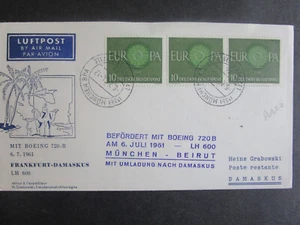 LUFTPOST
BY AIR MAIL
PAR AVION
EUROPA
EUROPA
EUROPA
10 DEUTSCHE BUNDESPOST
10 DEUTSCHE BUNDESPOST
10 DEUTSCHE BUNDESPOST
MIT BOEING 720-B
6. 7. 1961
FRANKFURT-DAMASKUS
LH 600
BEFÖRDERT MIT BOEING 720B
AM 6. JULI 1961 - LH 600
MÜNCHEN - BEIRUT
MIT UMLADUNG NACH DAMASKUS
Heinz Grabowski
Poste restante
DAMASKUS